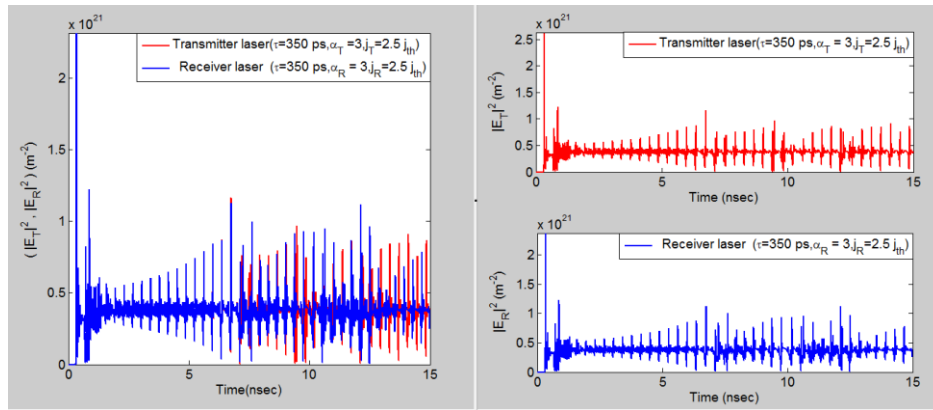 x 10^21
Transmitter laser(τ=350 ps,α_T = 3,j_T=2.5 j_th)
Receiver laser (τ=350 ps,α_R = 3,j_R=2.5 j_th)
( |E_T|^2 , |E_R|^2 ) (m^-2)
2
1.5
1
0.5
0
0
5
10
15
Time(nsec)
x 10^21
Transmitter laser(τ=350 ps,α_T = 3,j_T=2.5 j_th)
|E_T|^2 (m^-2)
2.5
2
1.5
1
0.5
0
0
5
10
15
Time (nsec)
x 10^21
Receiver laser (τ=350 ps,α_R = 3,j_R=2.5 j_th)
|E_R|^2 (m^-2)
2
1.5
1
0.5
0
0
5
10
15
Time (nsec)